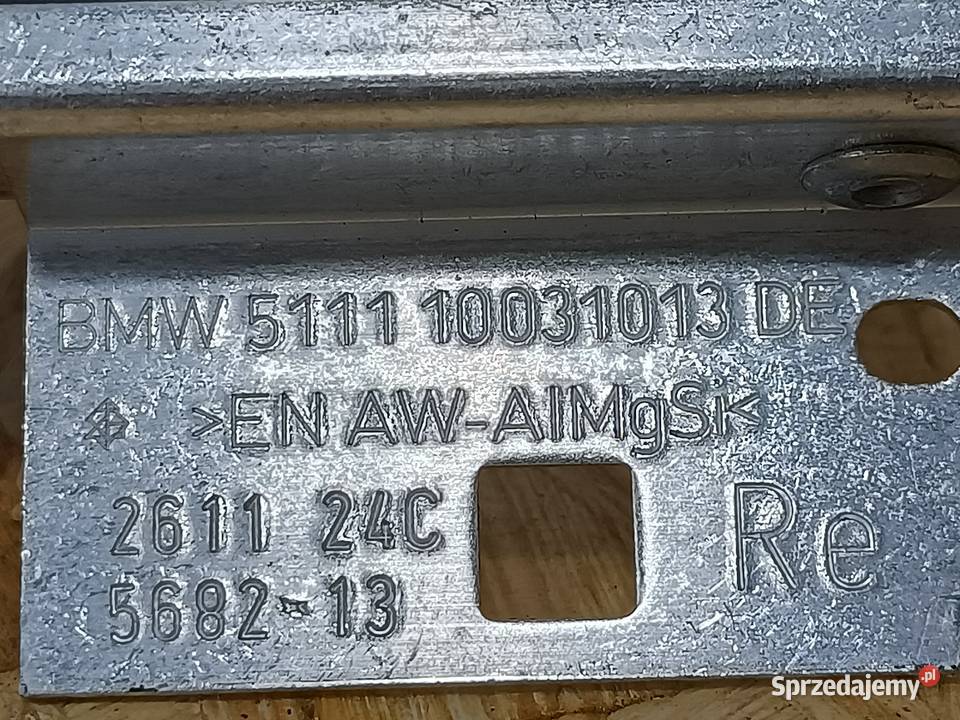 BMW 5111 10031013 DE
>EN AW-AlMgSi<
2611 24C
Re
5682-13
Sprzedajemy.pl